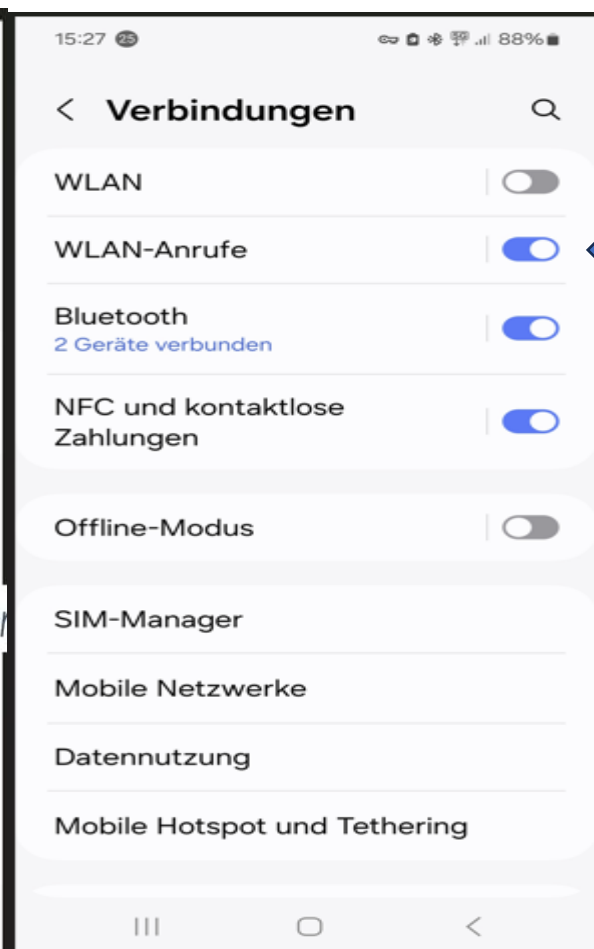 15:27 25 88%
Verbindungen
WLAN
WLAN-Anrufe
Bluetooth
2 Geräte verbunden
NFC und kontaktlose
Zahlungen
Offline-Modus
SIM-Manager
Mobile Netzwerke
Datennutzung
Mobile Hotspot und Tethering